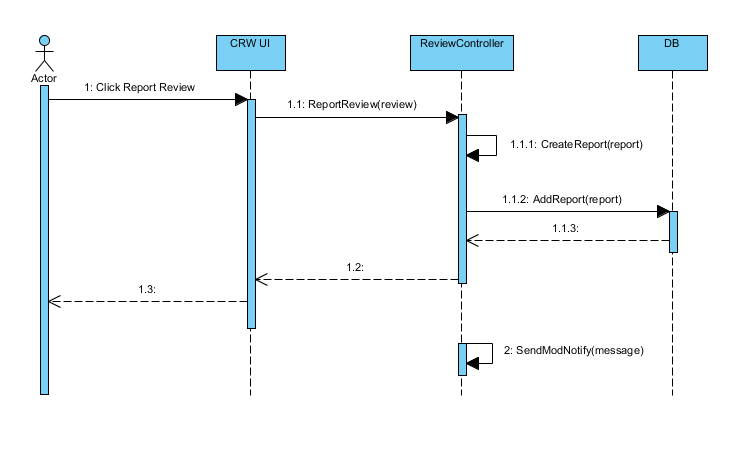 CRW UI
ReviewController
DB
Actor
1: Click Report Review
1.1: ReportReview(review)
1.1.1: CreateReport(report)
1.1.2: AddReport(report)
1.1.3:
1.2:
1.3:
2: SendModNotify(message)